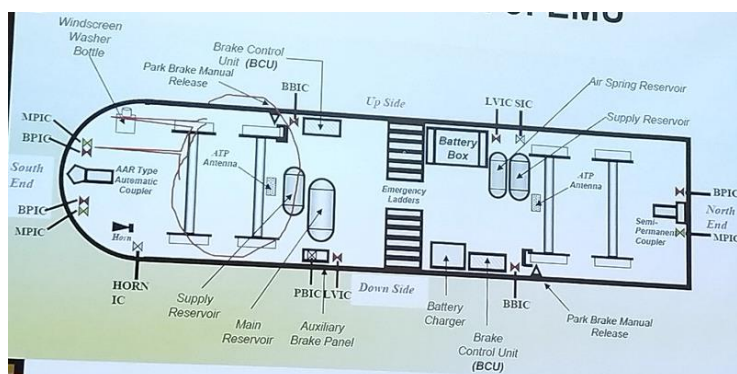 EMU
Windscreen
Washer
Bottle
Brake Control
Unit (BCU)
Park Brake Manual
Release
BBIC
Up Side
Air Spring Reservoir
LVIC SIC
Supply Reservoir
MPIC
BPIC
Battery
Box
ATP
Antenna
ATP
Antenna
South
End
AAR Type
Automatic
Coupler
Emergency
Ladders
BPIC
North
End
Semi-
Permanent
Coupler
BPIC
MPIC
MPIC
Horn
HORN
IC
Supply
Reservoir
Main
Reservoir
PBIC
LVIC
Auxiliary
Brake Panel
Down Side
Battery
Charger
Brake
Control Unit
(BCU)
BBIC
Park Brake Manual
Release